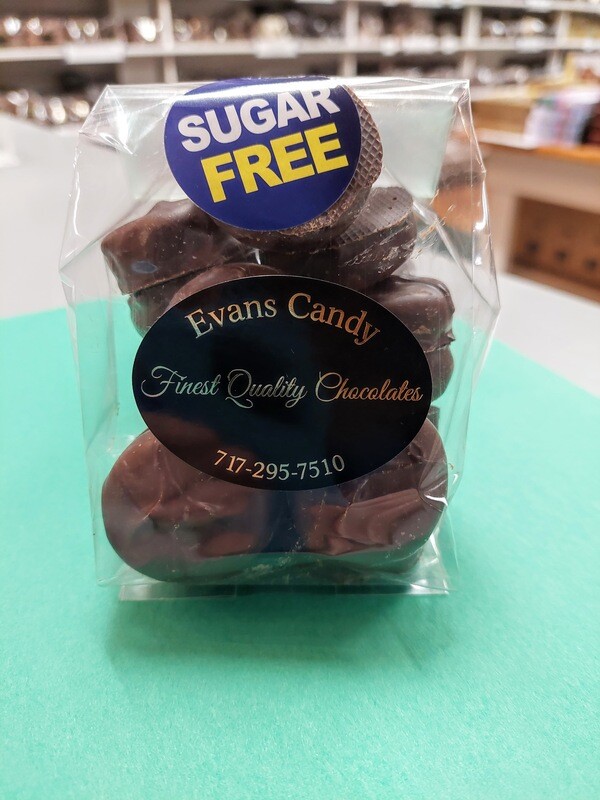 SUGAR
FREE
Evans Candy
Finest Quality Chocolates
717-295-7510